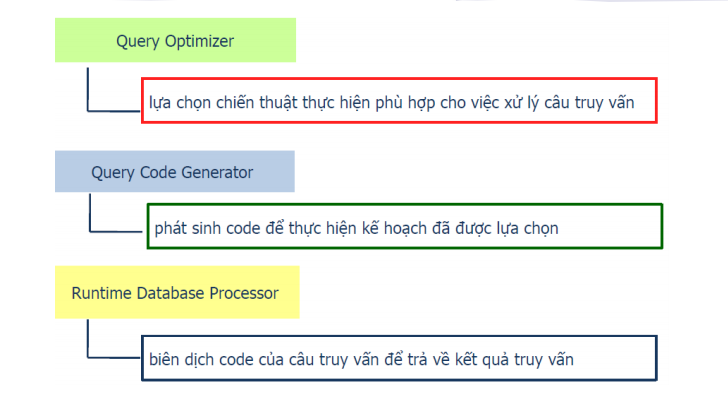 Query Optimizer
lựa chọn chiến thuật thực hiện phù hợp cho việc xử lý câu truy vấn
Query Code Generator
phát sinh code để thực hiện kế hoạch đã được lựa chọn
Runtime Database Processor
biên dịch code của câu truy vấn để trả về kết quả truy vấn